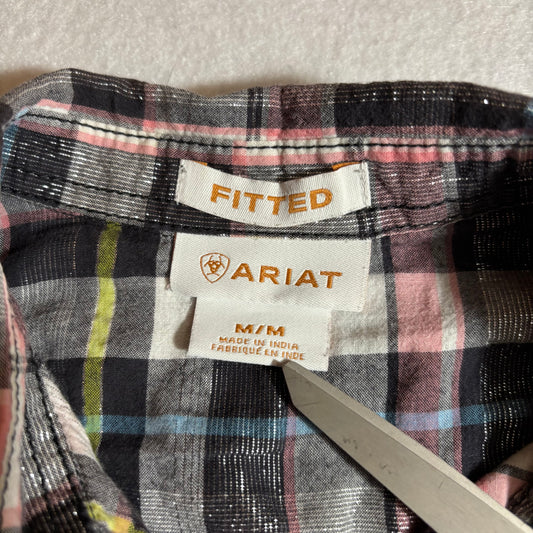 FITTED
ARIAT
M/M
MADE IN INDIA
FABRIQUÉ EN INDE